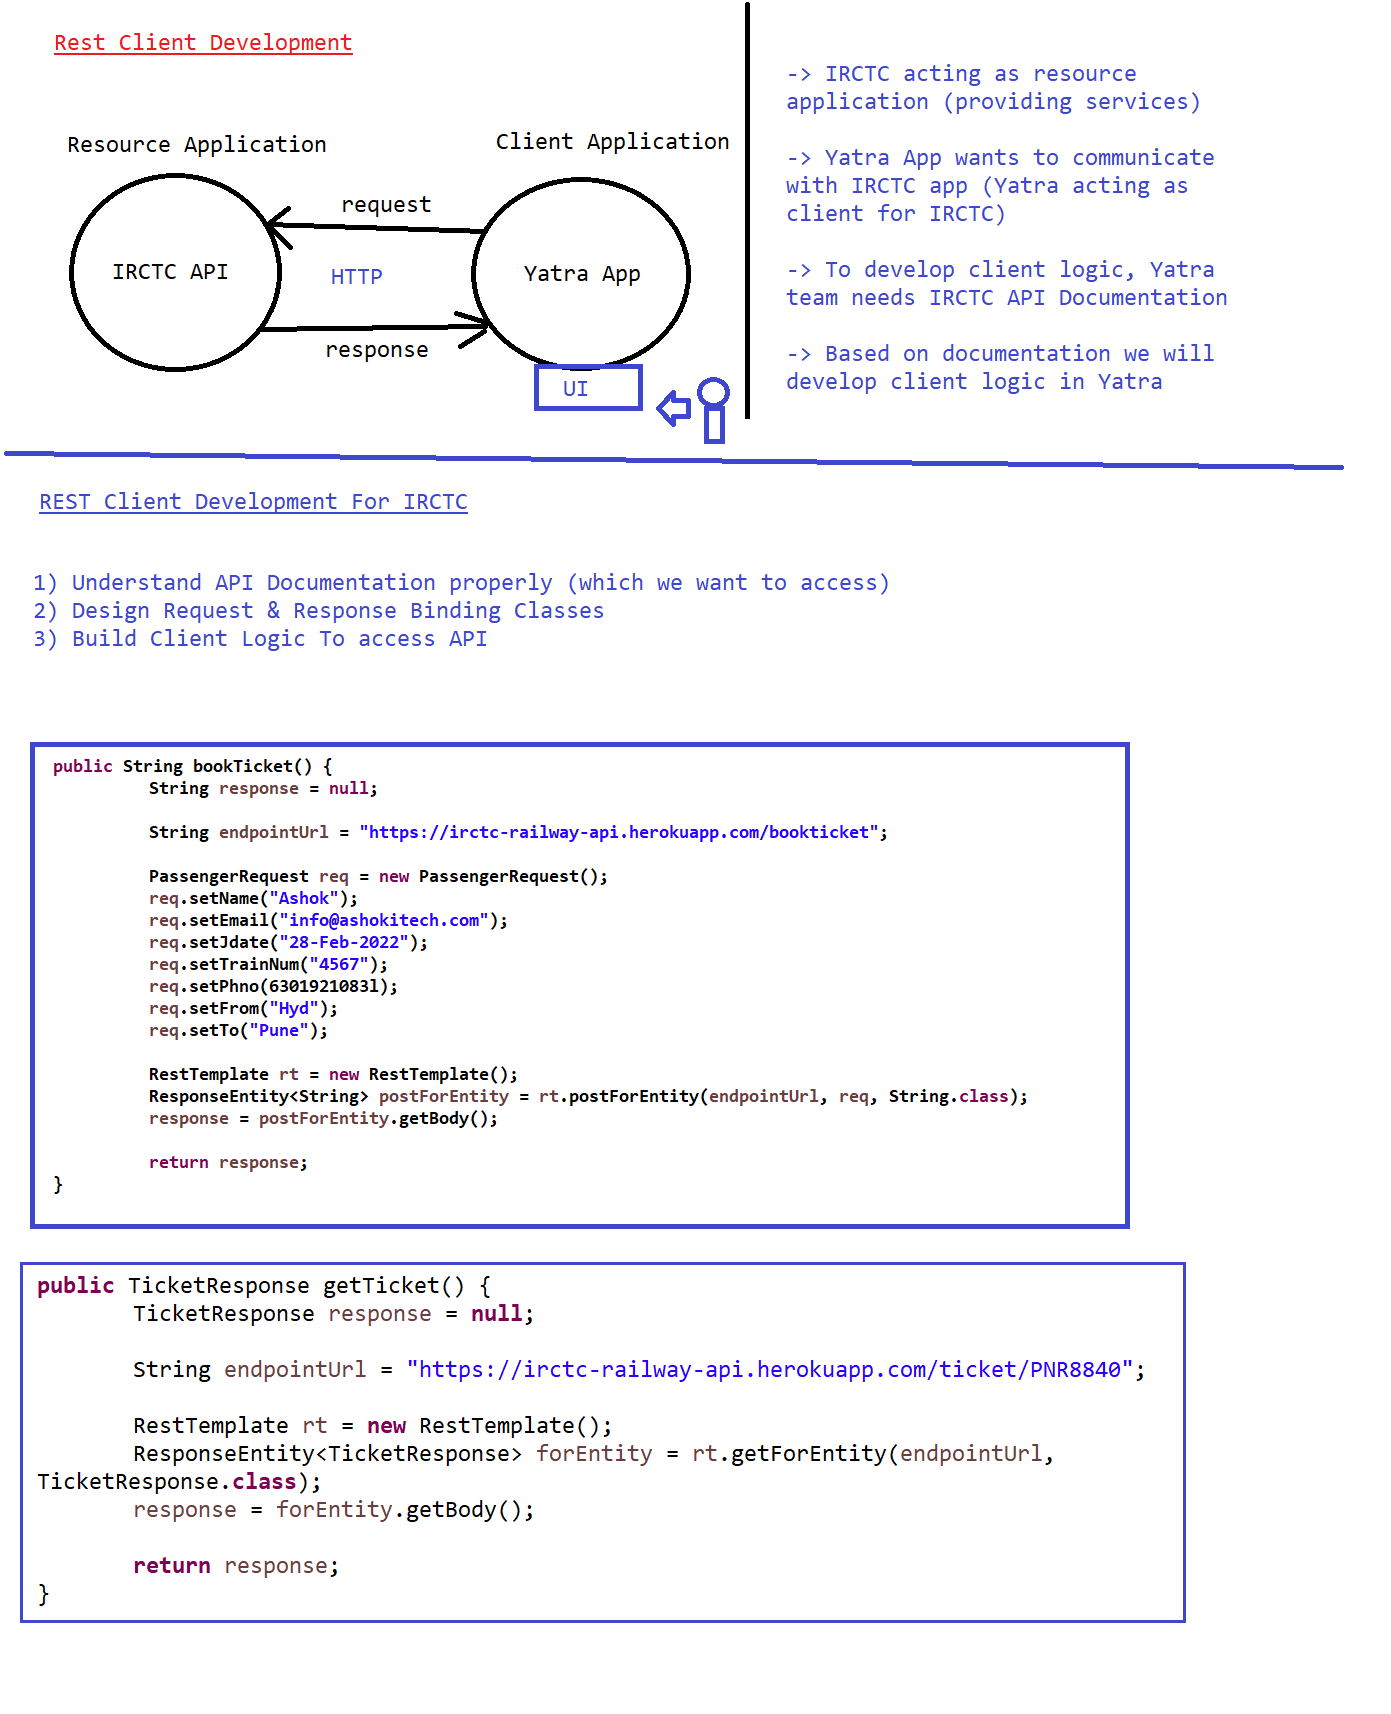 Rest Client Development
Resource Application
Client Application
request
IRCTC API
HTTP
Yatra App
response
UI
-> IRCTC acting as resource
application (providing services)
-> Yatra App wants to communicate
with IRCTC app (Yatra acting as
client for IRCTC)
-> To develop client logic, Yatra
team needs IRCTC API Documentation
-> Based on documentation we will
develop client logic in Yatra
REST Client Development For IRCTC
1) Understand API Documentation properly (which we want to access)
2) Design Request & Response Binding Classes
3) Build Client Logic To access API
public String bookTicket() {
String response = null;
String endpointUrl = "https://irctc-railway-api.herokuapp.com/bookticket";
PassengerRequest req = new PassengerRequest();
req.setName("Ashok");
req.setEmail("info@ashokitech.com");
req.setJdate("28-Feb-2022");
req.setTrainNum("4567");
req.setPhno(6301921083l);
req.setFrom("Hyd");
req.setTo("Pune");
RestTemplate rt = new RestTemplate();
ResponseEntity<String> postForEntity = rt.postForEntity(endpointUrl, req, String.class);
response = postForEntity.getBody();
return response;
}
public TicketResponse getTicket() {
TicketResponse response = null;
String endpointUrl = "https://irctc-railway-api.herokuapp.com/ticket/PNR8840";
RestTemplate rt = new RestTemplate();
ResponseEntity<TicketResponse> forEntity = rt.getForEntity(endpointUrl,
TicketResponse.class);
response = forEntity.getBody();
return response;
}